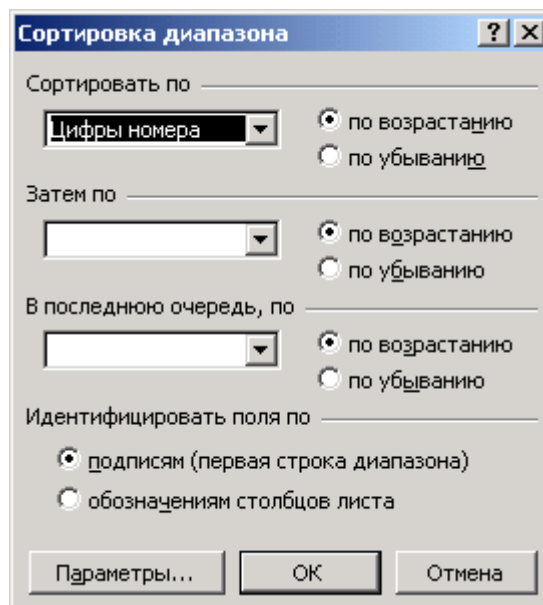 Сортировка диапазона
Сортировать по
Цифры номера
по возрастанию
по убыванию
Затем по
по возрастанию
по убыванию
В последнюю очередь, по
по возрастанию
по убыванию
Идентифицировать поля по
подписям (первая строка диапазона)
обозначениям столбцов листа
Параметры... ОК Отмена